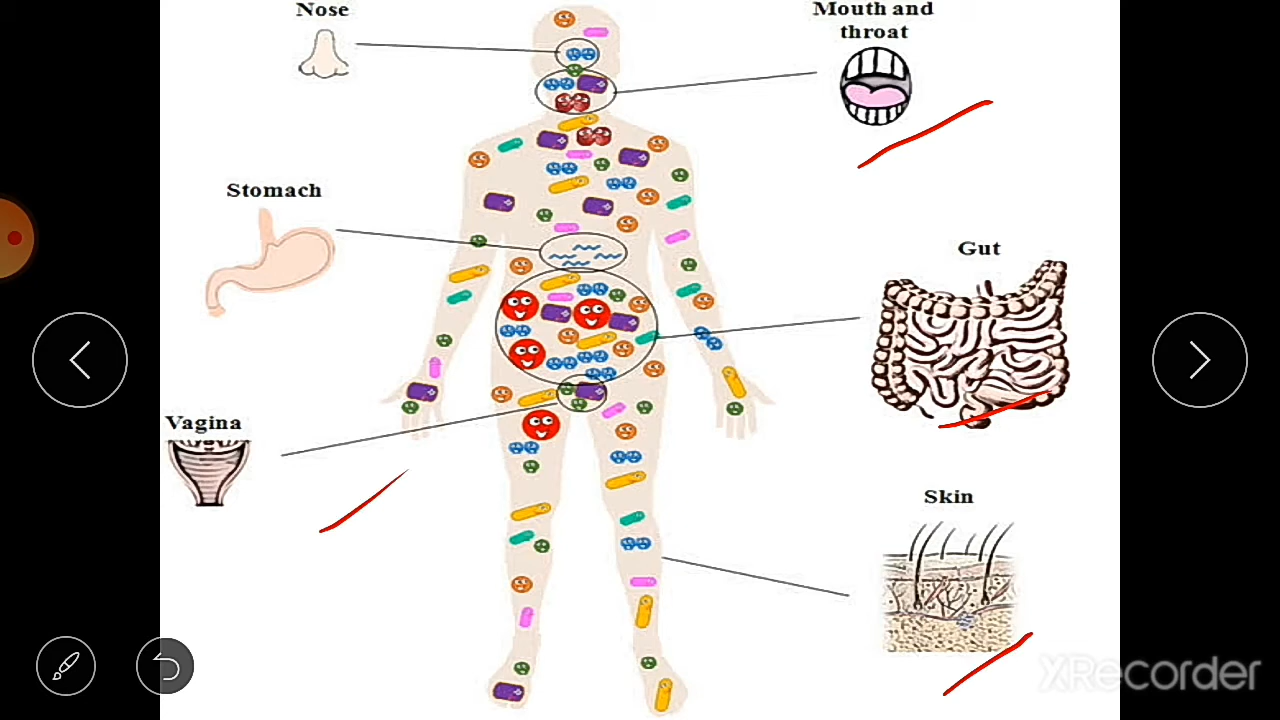 Nose
Mouth and
throat
Stomach
Gut
Vagina
Skin
XRecorder